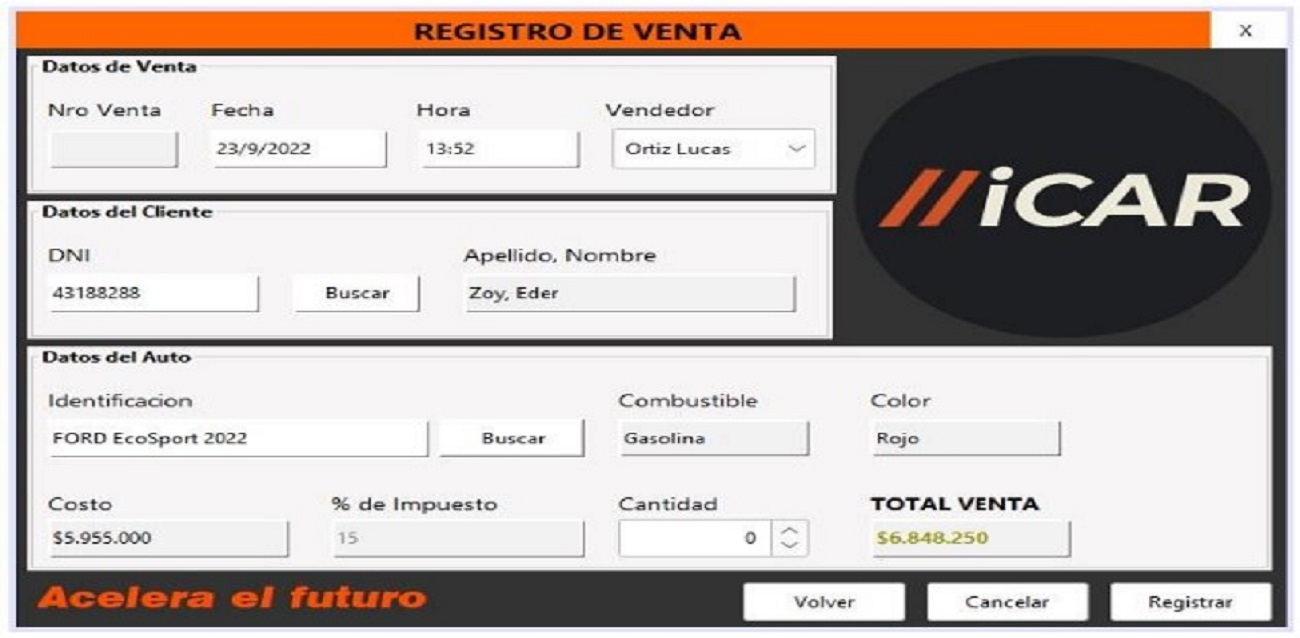 REGISTRO DE VENTA X
Datos de Venta
Nro Venta Fecha Hora Vendedor
23/9/2022 13:52 Ortiz Lucas
//iCAR
Datos del Cliente
DNI Apellido, Nombre
43188288 Buscar Zoy, Eder
Datos del Auto
Identificacion Combustible Color
FORD EcoSport 2022 Buscar Gasolina Rojo
Costo % de Impuesto Cantidad TOTAL VENTA
$5.955.000 15 0 $6.848.250
Acelera el futuro Volver Cancelar Registrar